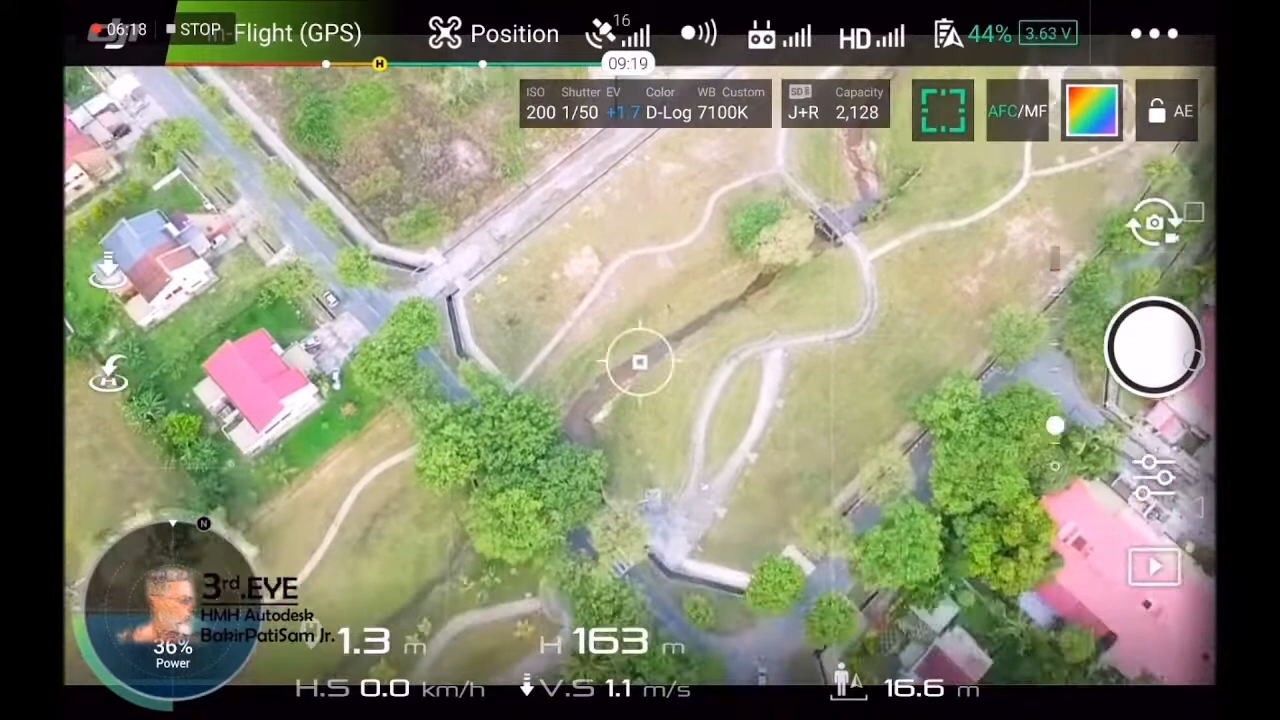 06:18 STOP -Flight (GPS) Position 16 HD 44% 3.63 V
H 09:19
ISO Shutter EV Color WB Custom SD Capacity
200 1/50 +1.7 D-Log 7100K J+R 2,128 AFC/MF AE
N
3rd.EYE
HMH Autodesk
BakirPatiSam Jr.
36%
Power
1.3 m H 163 m
H.S 0.0 km/h V.S 1.1 m/s 16.6 m